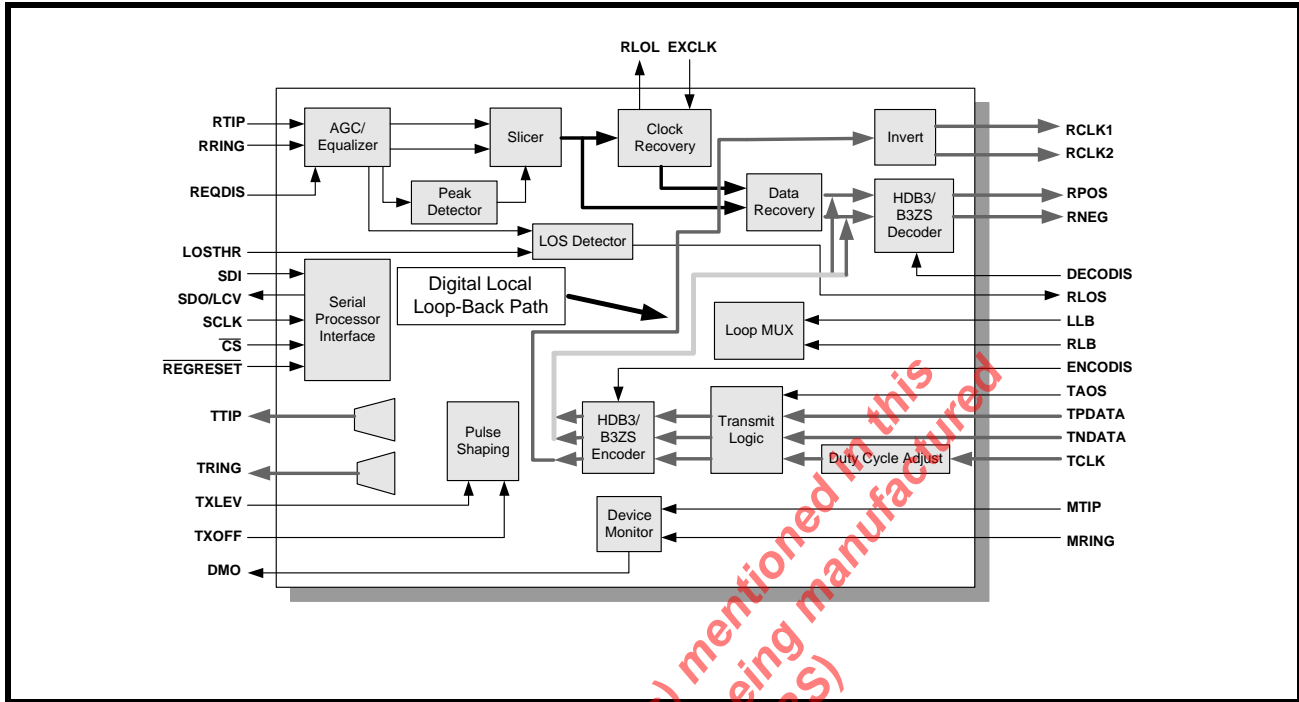 RLOL EXCLK
RTIP
RRING
REQDIS
LOSTHR
SDI
SDO/LCV
SCLK
CS
REGRESET
TTIP
TRING
TXLEV
TXOFF
DMO
AGC/
Equalizer
Peak
Detector
Slicer
Clock
Recovery
Data
Recovery
Invert
HDB3/
B3ZS
Decoder
LOS Detector
Serial
Processor
Interface
Digital Local
Loop-Back Path
Loop MUX
HDB3/
B3ZS
Encoder
Transmit
Logic
Duty Cycle Adjust
Pulse
Shaping
Device
Monitor
RCLK1
RCLK2
RPOS
RNEG
DECODIS
RLOS
LLB
RLB
ENCODIS
TAOS
TPDATA
TNDATA
TCLK
MTIP
MRING
) mentioned in this
eing manufactured
S)